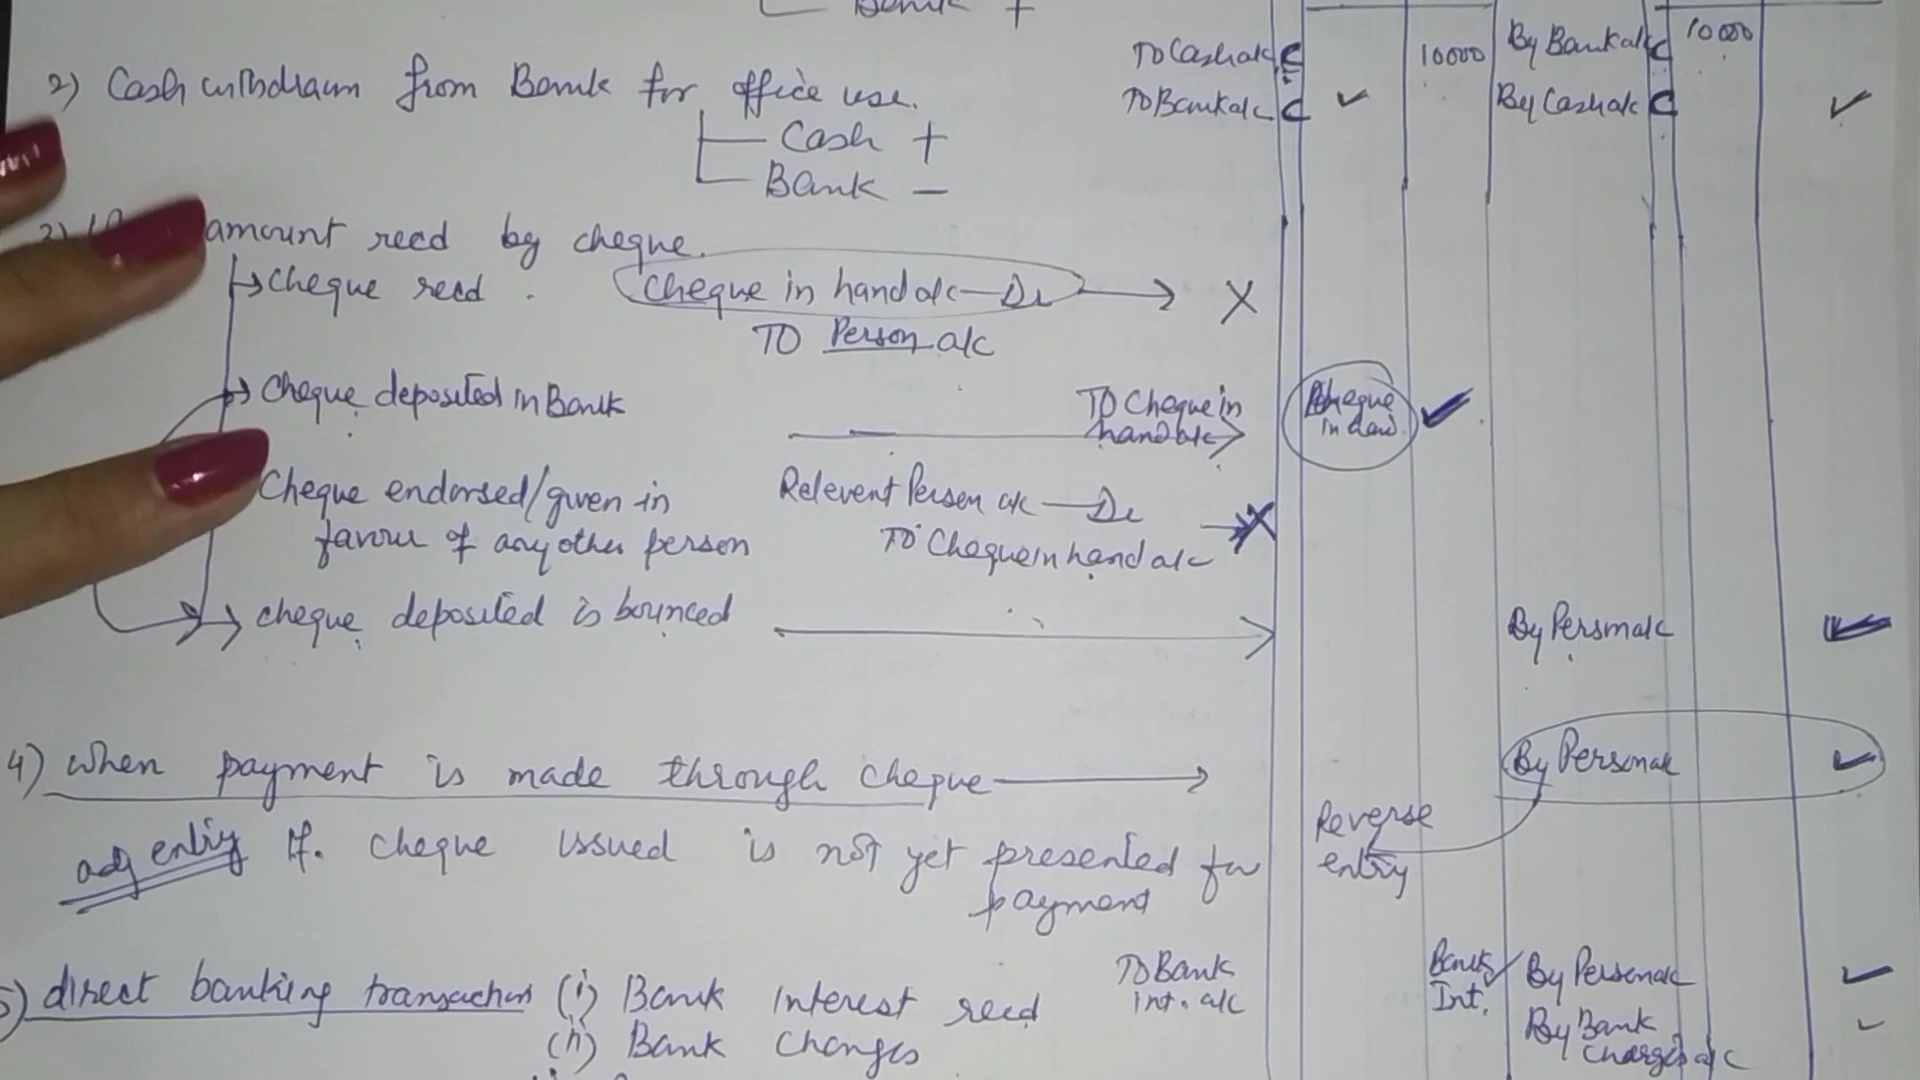 Bank +
To Cash a/c C 10000 By Bank a/c C 10000
2) Cash withdrawn from Bank for office use. To Bank a/c C ✓ By Cash a/c C ✓
Cash +
Bank –
amount recd by cheque.
→ Cheque recd. Cheque in hand a/c — Dr → X
TO Person a/c
→ Cheque deposited in Bank To Cheque in hand a/c → Cheque in hand ✓
Cheque endorsed/given in Relevent Person a/c — Dr
favour of any other person To Cheque in hand a/c → X
→ cheque deposited is bounced → By Person a/c
4) when payment is made through cheque → By Person a/c ✓
Reverse entry
adj entry If. cheque issued is not yet presented for
payment
5) direct banking transactions (i) Bank Interest recd To Bank Int. a/c Bank Int. By Person a/c ✓
(ii) Bank Charges By Bank Charges a/c ✓